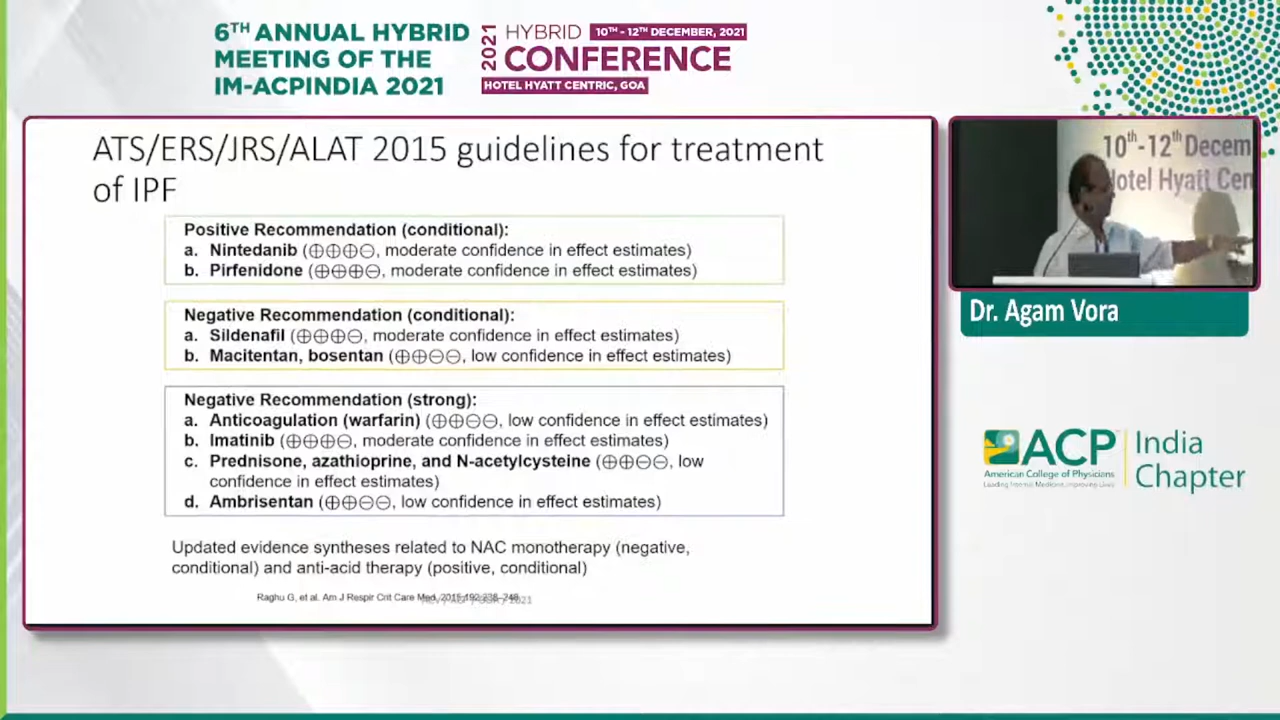 6TH ANNUAL HYBRID
MEETING OF THE
IM-ACPINDIA 2021
2021
HYBRID 10TH - 12TH DECEMBER, 2021
CONFERENCE
HOTEL HYATT CENTRIC, GOA
ATS/ERS/JRS/ALAT 2015 guidelines for treatment
of IPF
Positive Recommendation (conditional):
a. Nintedanib (⊕⊕⊕⊖, moderate confidence in effect estimates)
b. Pirfenidone (⊕⊕⊕⊖, moderate confidence in effect estimates)
Negative Recommendation (conditional):
a. Sildenafil (⊕⊕⊕⊖, moderate confidence in effect estimates)
b. Macitentan, bosentan (⊕⊕⊖⊖, low confidence in effect estimates)
Negative Recommendation (strong):
a. Anticoagulation (warfarin) (⊕⊕⊖⊖, low confidence in effect estimates)
b. Imatinib (⊕⊕⊕⊖, moderate confidence in effect estimates)
c. Prednisone, azathioprine, and N-acetylcysteine (⊕⊕⊖⊖, low
confidence in effect estimates)
d. Ambrisentan (⊕⊕⊖⊖, low confidence in effect estimates)
Updated evidence syntheses related to NAC monotherapy (negative,
conditional) and anti-acid therapy (positive, conditional)
Raghu G, et al. Am J Respir Crit Care Med. 2015;192:238–248.
10th-12th Decem
Hotel Hyatt Cen
Dr. Agam Vora
ACP
American College of Physicians
Leading Internal Medicine, Improving Lives
India
Chapter